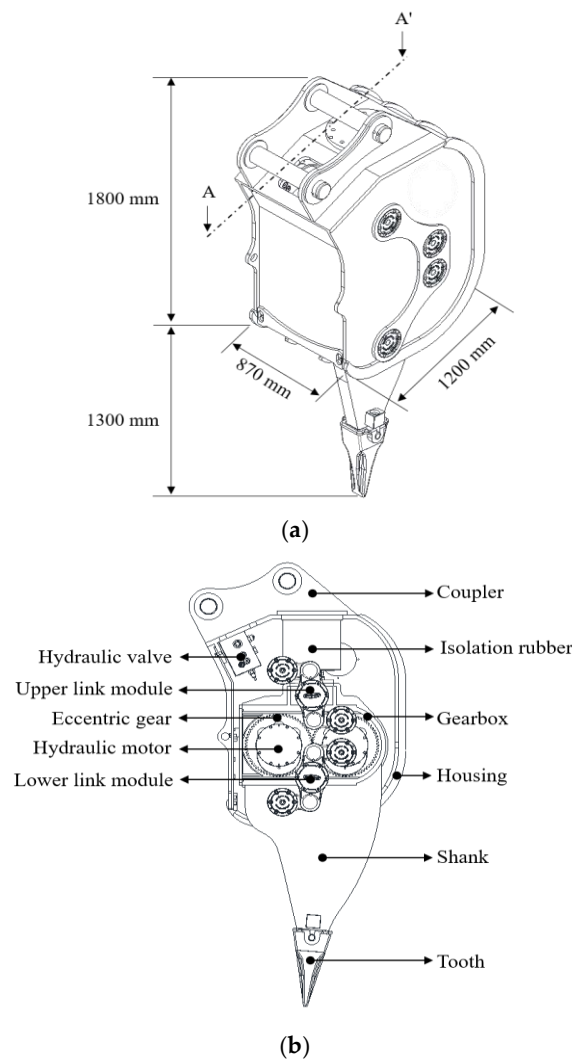 A'
A
1800 mm
870 mm
1200 mm
1300 mm
(a)
Coupler
Hydraulic valve
Isolation rubber
Upper link module
Eccentric gear
Gearbox
Hydraulic motor
Lower link module
Housing
Shank
Tooth
(b)